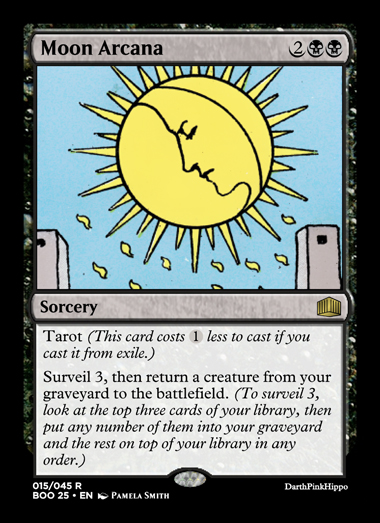 Moon Arcana 2
Sorcery
Tarot (This card costs 1 less to cast if you
cast it from exile.)
Surveil 3, then return a creature from your
graveyard to the battlefield. (To surveil 3,
look at the top three cards of your library, then
put any number of them into your graveyard
and the rest on top of your library in any
order.)
015/045 R
BOO 25 • EN Pamela Smith
DarthPinkHippo